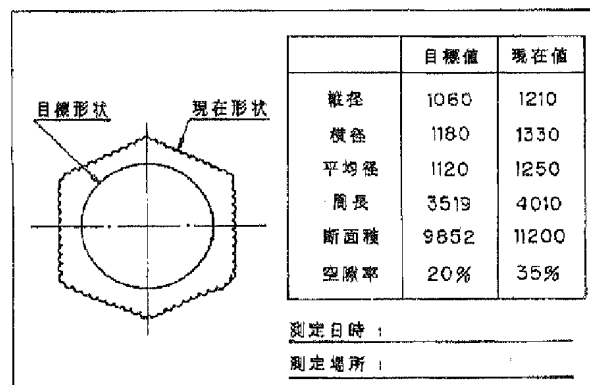 目標形状
現在形状
目標値 現在値
縦径 1060 1210
横径 1180 1330
平均径 1120 1250
周長 3519 4010
断面積 9852 11200
空隙率 20% 35%
測定日時：
測定場所：